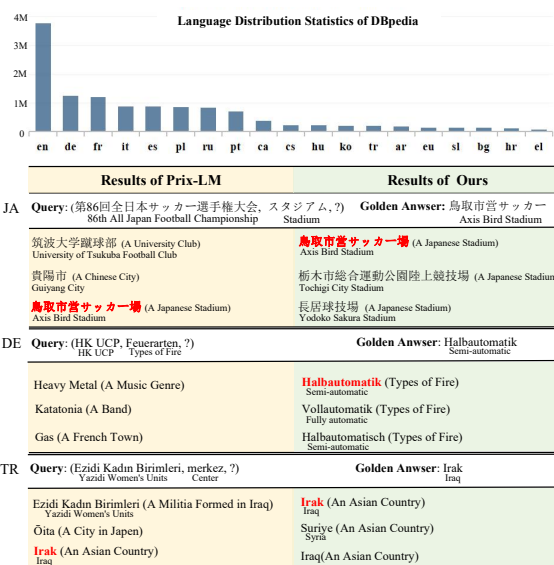 Language Distribution Statistics of DBpedia
4M
3M
2M
1M
0
en de fr it es pl ru pt ca cs hu ko tr ar eu sl bg hr el
Results of Prix-LM Results of Ours
JA Query: (第86回全日本サッカー選手権大会, スタジアム, ?) Golden Anwser: 鳥取市営サッカー
86th All Japan Football Championship Stadium Axis Bird Stadium
筑波大学蹴球部 (A University Club) 鳥取市営サッカー場 (A Japanese Stadium)
University of Tsukuba Football Club Axis Bird Stadium
貴陽市 (A Chinese City) 栃木市総合運動公園陸上競技場 (A Japanese Stadium
Guiyang City Tochigi City Stadium
鳥取市営サッカー場 (A Japanese Stadium) 長居球技場 (A Japanese Stadium)
Axis Bird Stadium Yodoko Sakura Stadium
DE Query: (HK UCP, Feuerarten, ?) Golden Anwser: Halbautomatik
HK UCP Types of Fire Semi-automatic
Heavy Metal (A Music Genre) Halbautomatik (Types of Fire)
Semi-automatic
Katatonia (A Band) Vollautomatik (Types of Fire)
Fully automatic
Gas (A French Town) Halbautomatisch (Types of Fire)
Semi-automatic
TR Query: (Ezidi Kadın Birimleri, merkez, ?) Golden Anwser: Irak
Yazidi Women's Units Center Iraq
Ezidi Kadın Birimleri (A Militia Formed in Iraq) Irak (An Asian Country)
Yazidi Women's Units Iraq
Ōita (A City in Japen) Suriye (An Asian Country)
Syria
Irak (An Asian Country) Iraq(An Asian Country)
Iraq